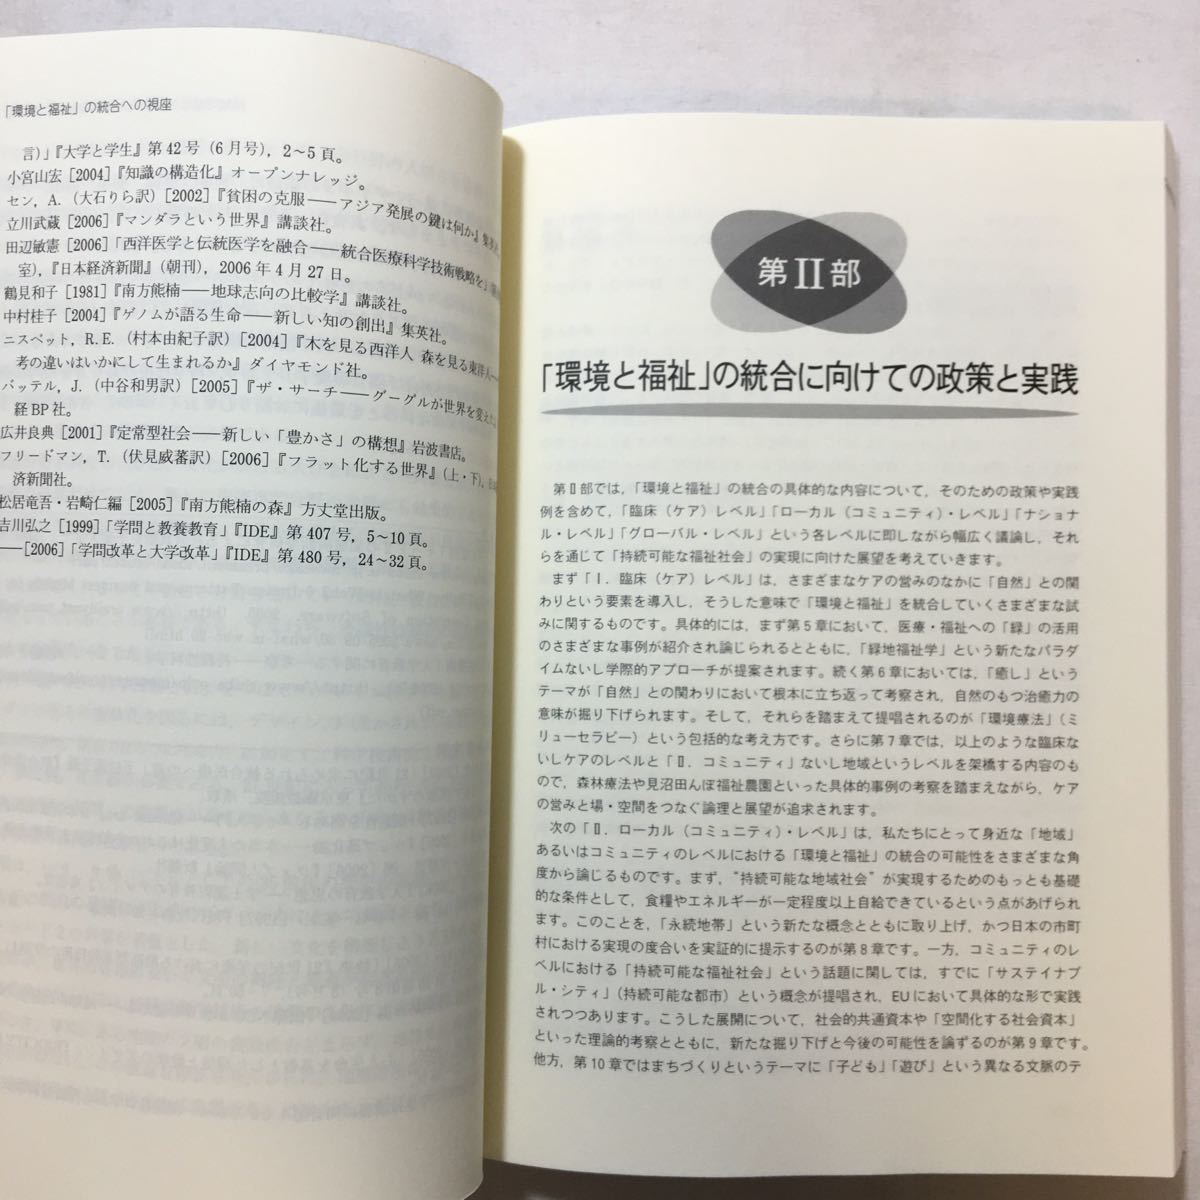 「環境と福祉」の統合への視座
言)」『大学と学生』第42号(6月号),2〜5頁。
小宮山宏[2004]『知識の構造化』オープンナレッジ。
セン,A.(大石りら訳)[2002]『貧困の克服——アジア発展の鍵は何か』集英社。
立川武蔵[2006]『マンダラという世界』講談社。
田辺敏憲[2006]「西洋医学と伝統医学を融合——統合医療科学技術戦略を」
室),『日本経済新聞』(朝刊),2006年4月27日。
鶴見和子[1981]『南方熊楠——地球志向の比較学』講談社。
中村桂子[2004]『ゲノムが語る生命——新しい知の創出』集英社。
ニスベット,R.E.(村本由紀子訳)[2004]『木を見る西洋人 森を見る東洋人——
考の違いはいかにして生まれるか』ダイヤモンド社。
バッテル,J.(中谷和男訳)[2005]『ザ・サーチ——グーグルが世界を変えた
経BP社。
広井良典[2001]『定常型社会——新しい「豊かさ」の構想』岩波書店。
フリードマン,T.(伏見威蕃訳)[2006]『フラット化する世界』(上・下),
済新聞社。
松居竜吾・岩崎仁編[2005]『南方熊楠の森』方丈堂出版。
吉川弘之[1999]「学問と教養教育」『IDE』第407号,5〜10頁。
——[2006]「学問改革と大学改革」『IDE』第480号,24〜32頁。
第II部
「環境と福祉」の統合に向けての政策と実践
第II部では,「環境と福祉」の統合の具体的な内容について,そのための政策や実践
例を含めて,「臨床(ケア)レベル」「ローカル(コミュニティ)・レベル」「ナショナ
ル・レベル」「グローバル・レベル」という各レベルに即しながら幅広く議論し,それ
らを通じて「持続可能な福祉社会」の実現に向けた展望を考えていきます。
まず「I.臨床(ケア)レベル」は,さまざまなケアの営みのなかに「自然」との関
わりという要素を導入し,そうした意味で「環境と福祉」を統合していくさまざまな試
みに関するものです。具体的には,まず第5章において,医療・福祉への「緑」の活用
のさまざまな事例が紹介され論じられるとともに,「緑地福祉学」という新たなパラダ
イムないし学際的アプローチが提案されます。続く第6章においては,「癒し」という
テーマが「自然」との関わりにおいて根本に立ち返って考察され,自然のもつ治癒力の
意味が掘り下げられます。そして,それらを踏まえて提唱されるのが「環境療法」(ミ
リューセラピー)という包括的な考え方です。さらに第7章では,以上のような臨床な
いしケアのレベルと「II.コミュニティ」ないし地域というレベルを架橋する内容のも
ので,森林療法や見沼田んぼ福祉農園といった具体的事例の考察を踏まえながら,ケア
の営みと場・空間をつなぐ論理と展望が追求されます。
次の「II.ローカル(コミュニティ)・レベル」は,私たちにとって身近な「地域」
あるいはコミュニティのレベルにおける「環境と福祉」の統合の可能性をさまざまな角
度から論じるものです。まず,“持続可能な地域社会”が実現するためのもっとも基礎
的な条件として,食糧やエネルギーが一定程度以上自給できているという点があげられ
ます。このことを,「永続地帯」という新たな概念とともに取り上げ,かつ日本の市町
村における実現の度合いを実証的に提示するのが第8章です。一方,コミュニティのレ
ベルにおける「持続可能な福祉社会」という話題に関しては,すでに「サステイナブ
ル・シティ」(持続可能な都市)という概念が提唱され,EUにおいて具体的な形で実践
されつつあります。こうした展開について,社会的共通資本や「空間化する社会資本」
といった理論的考察とともに,新たな掘り下げと今後の可能性を論ずるのが第9章です。
他方,第10章ではまちづくりというテーマに「子ども」「遊び」という異なる文脈のテ